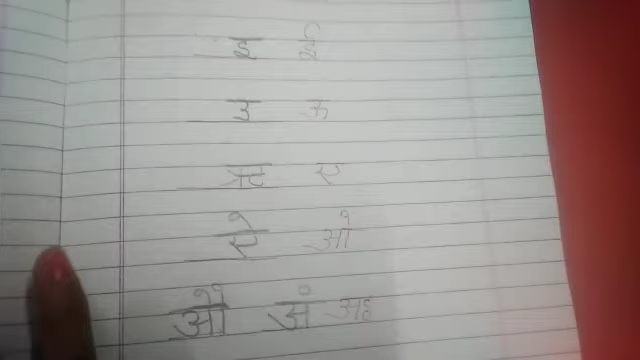 इ ई
उ ऊ
ऋ ए
ऐ ओ
औ अं अः